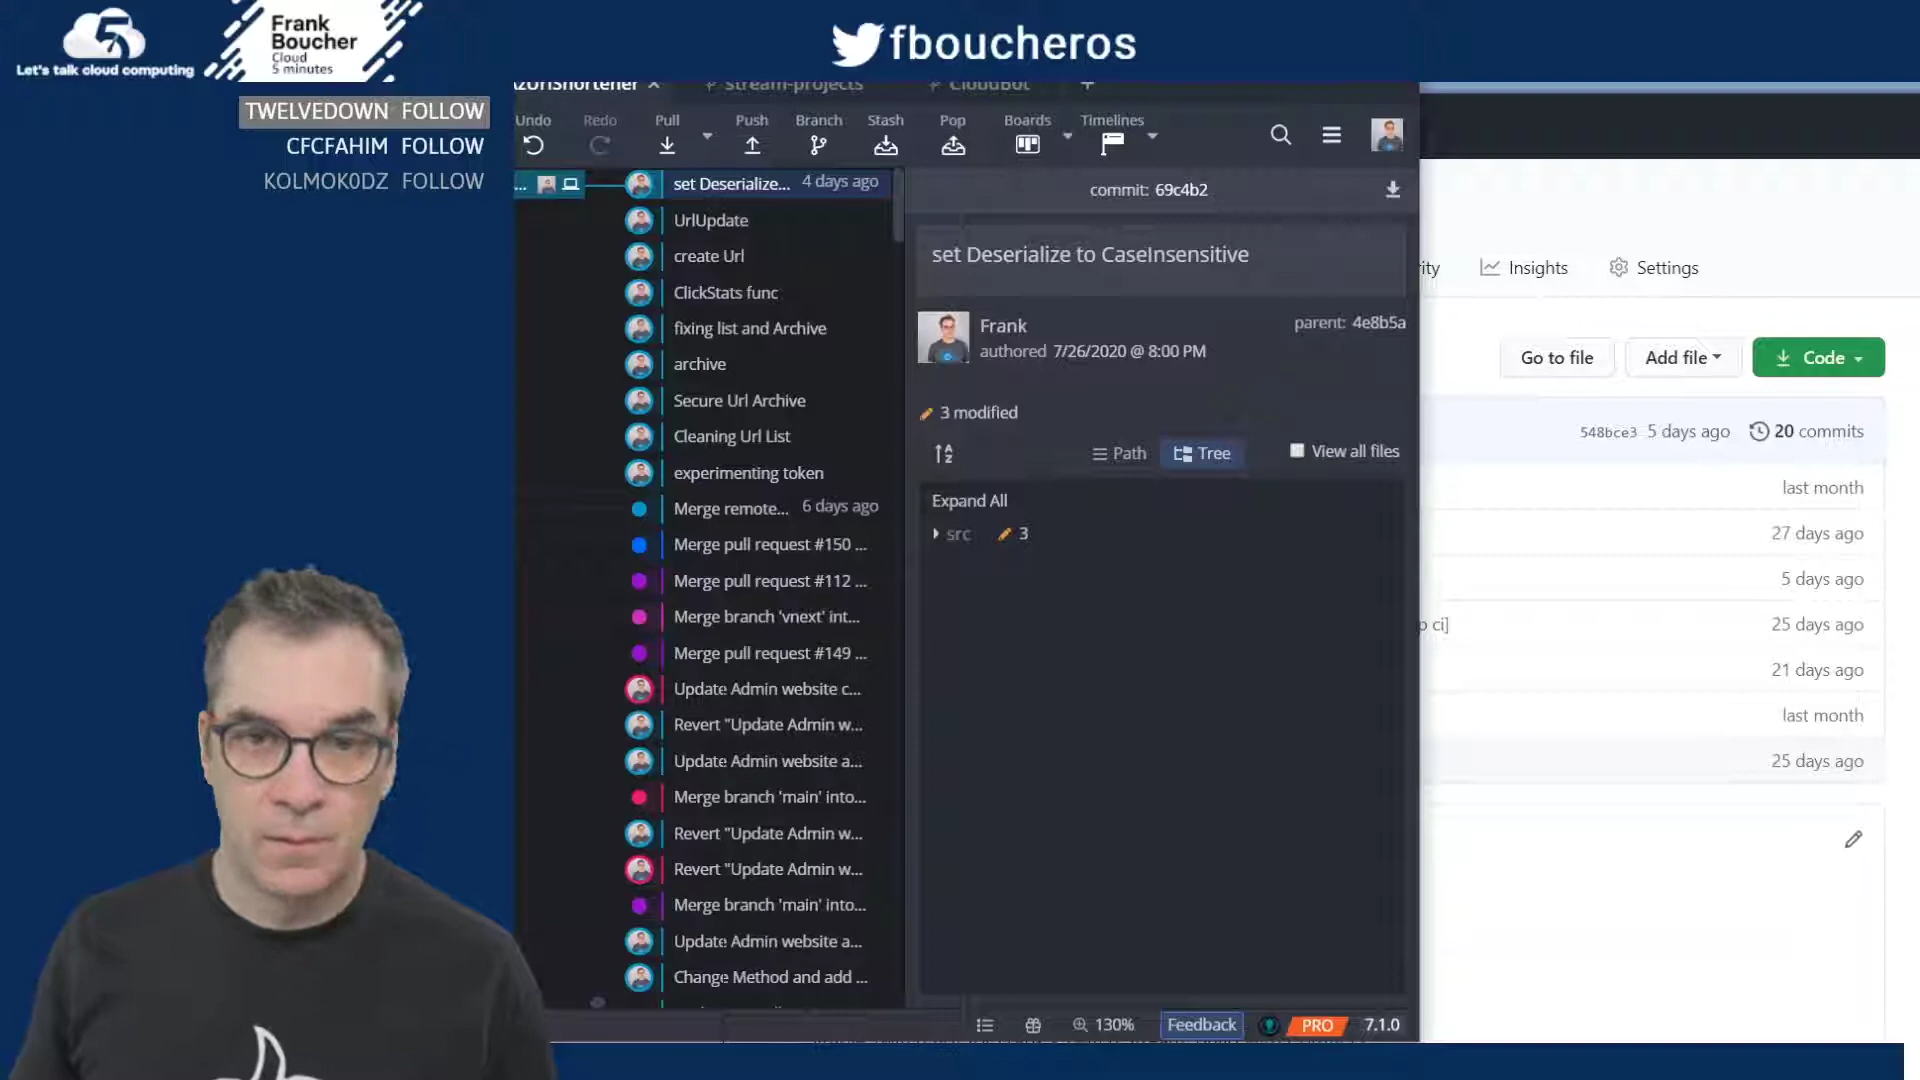 5
Let's talk cloud computing
Frank
Boucher
Cloud
5 minutes
fboucheros
TWELVEDOWN FOLLOW
CFCFAHIM FOLLOW
KOLMOK0DZ FOLLOW
zUrlShortener
stream-projects
CloudBot
Undo
Redo
Pull
Push
Branch
Stash
Pop
Boards
Timelines
...
set Deserialize... 4 days ago
UrlUpdate
create Url
ClickStats func
fixing list and Archive
archive
Secure Url Archive
Cleaning Url List
experimenting token
Merge remote... 6 days ago
Merge pull request #150 ...
Merge pull request #112 ...
Merge branch 'vnext' int...
Merge pull request #149 ...
Update Admin website c...
Revert "Update Admin w...
Update Admin website a...
Merge branch 'main' into...
Revert "Update Admin w...
Revert "Update Admin w...
Merge branch 'main' into...
Update Admin website a...
Change Method and add ...
commit: 69c4b2
set Deserialize to CaseInsensitive
Frank
authored 7/26/2020 @ 8:00 PM
parent: 4e8b5a
3 modified
Path
Tree
View all files
Expand All
src 3
130%
Feedback
PRO
7.1.0
ity
Insights
Settings
Go to file
Add file
Code
548bce3 5 days ago
20 commits
last month
27 days ago
5 days ago
p ci]
25 days ago
21 days ago
last month
25 days ago